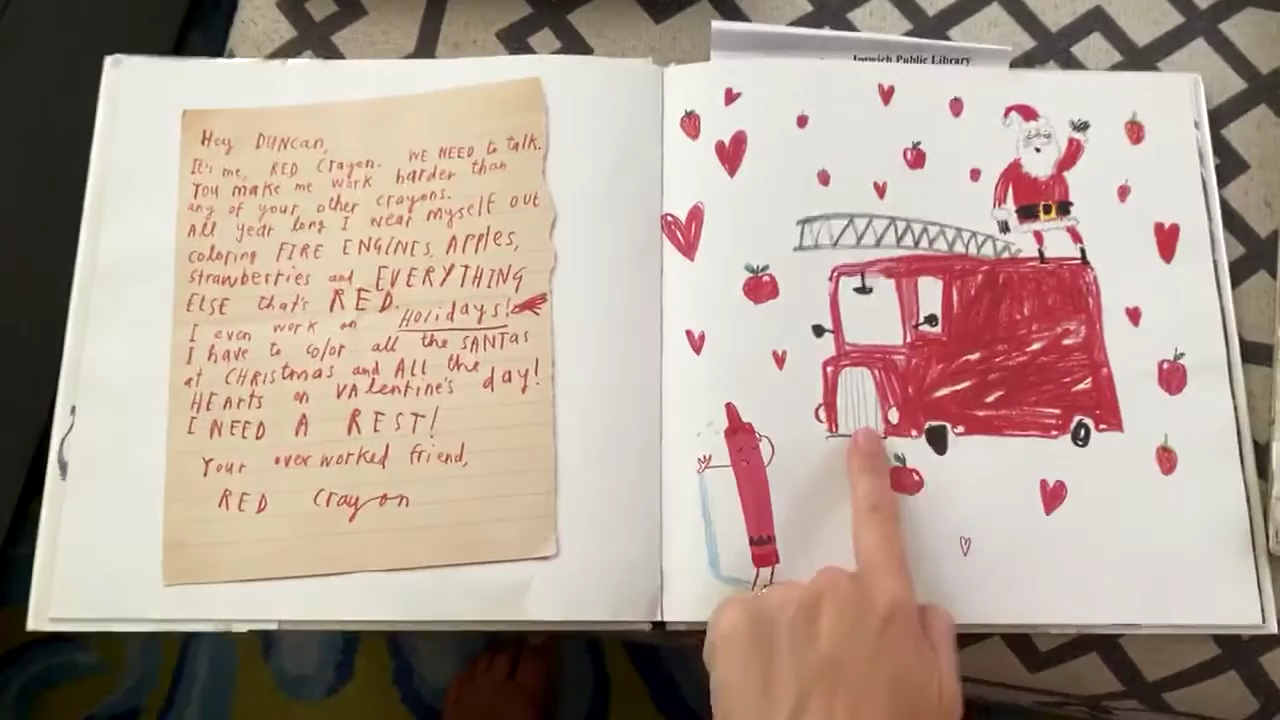 Ipswich Public Library
Hey DUNCAN,
It's me, RED Crayon. WE NEED to talk.
You make me work harder than
any of your other crayons.
All year long I wear myself out
coloring FIRE ENGINES, Apples,
strawberries and EVERYTHING
ELSE that's RED.
I even work on Holidays!
I have to color all the SANTAs
at CHRistmas and ALL the
HEArts on VAlentine's day!
I NEED A REST!
Your overworked friend,
RED Crayon